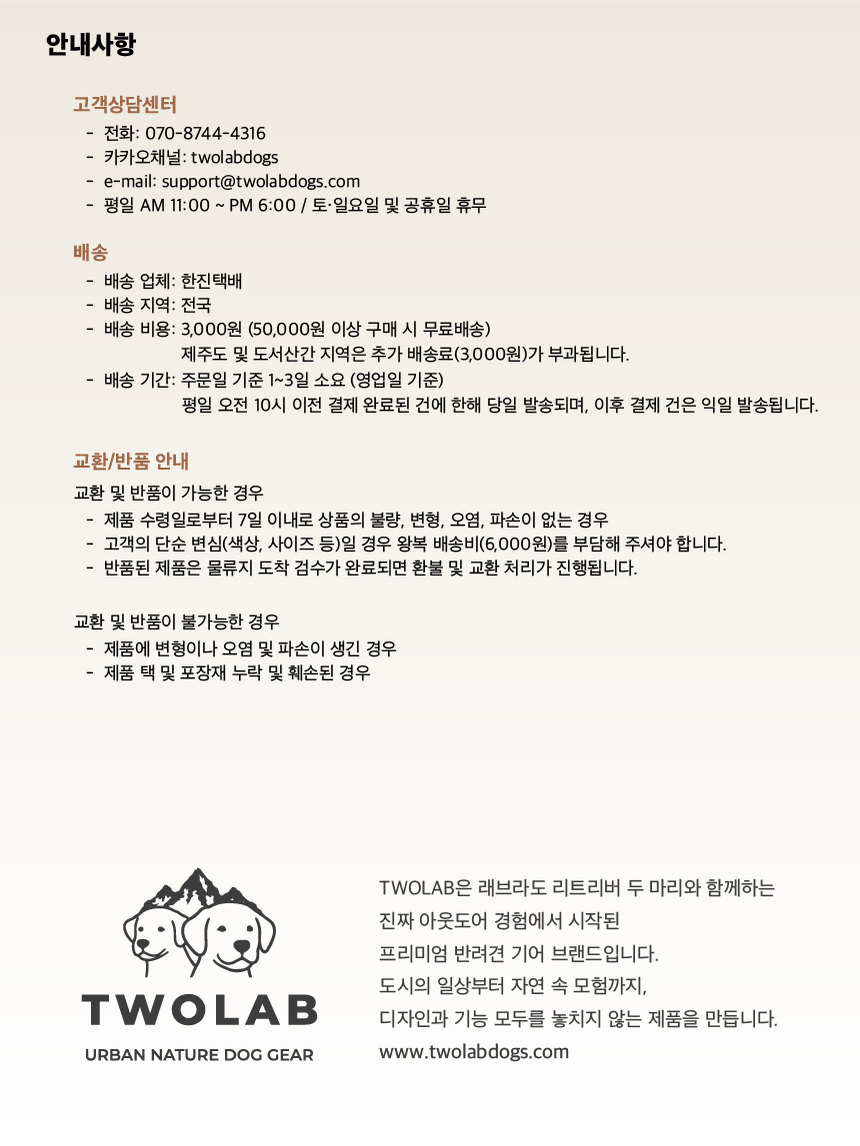 안내사항
고객상담센터
- 전화: 070-8744-4316
- 카카오채널: twolabdogs
- e-mail: support@twolabdogs.com
- 평일 AM 11:00 ~ PM 6:00 / 토·일요일 및 공휴일 휴무
배송
- 배송 업체: 한진택배
- 배송 지역: 전국
- 배송 비용: 3,000원 (50,000원 이상 구매 시 무료배송)
제주도 및 도서산간 지역은 추가 배송료(3,000원)가 부과됩니다.
- 배송 기간: 주문일 기준 1~3일 소요 (영업일 기준)
평일 오전 10시 이전 결제 완료된 건에 한해 당일 발송되며, 이후 결제 건은 익일 발송됩니다.
교환/반품 안내
교환 및 반품이 가능한 경우
- 제품 수령일로부터 7일 이내로 상품의 불량, 변형, 오염, 파손이 없는 경우
- 고객의 단순 변심(색상, 사이즈 등)일 경우 왕복 배송비(6,000원)를 부담해 주셔야 합니다.
- 반품된 제품은 물류지 도착 검수가 완료되면 환불 및 교환 처리가 진행됩니다.
교환 및 반품이 불가능한 경우
- 제품에 변형이나 오염 및 파손이 생긴 경우
- 제품 택 및 포장재 누락 및 훼손된 경우
TWOLAB
URBAN NATURE DOG GEAR
TWOLAB은 래브라도 리트리버 두 마리와 함께하는
진짜 아웃도어 경험에서 시작된
프리미엄 반려견 기어 브랜드입니다.
도시의 일상부터 자연 속 모험까지,
디자인과 기능 모두를 놓치지 않는 제품을 만듭니다.
www.twolabdogs.com